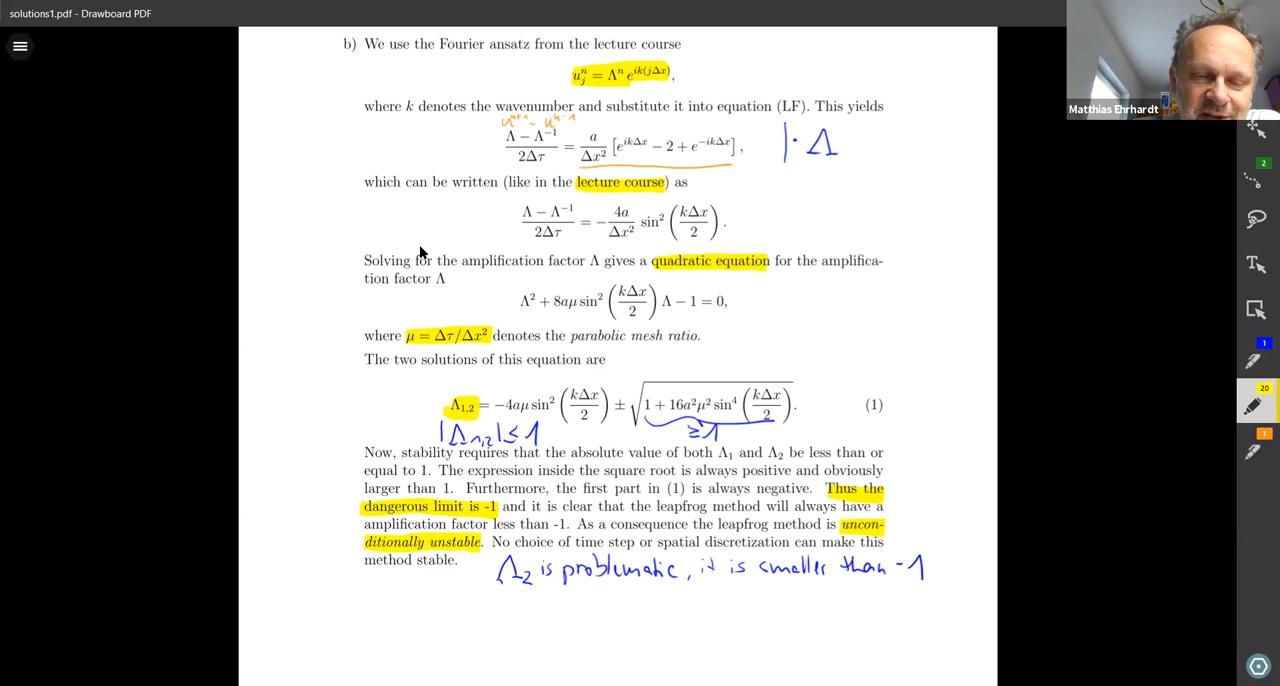 solutions1.pdf - Drawboard PDF
b) We use the Fourier ansatz from the lecture course
u_j^n = Λ^n e^{ik(jΔx)},
where k denotes the wavenumber and substitute it into equation (LF). This yields
u^{n+1} - u^{n-1}
(Λ − Λ^{−1})/(2Δτ) = a/Δx² [e^{ikΔx} − 2 + e^{−ikΔx}], | · Λ
which can be written (like in the lecture course) as
(Λ − Λ^{−1})/(2Δτ) = −(4a/Δx²) sin² (kΔx/2).
Solving for the amplification factor Λ gives a quadratic equation for the amplifica-
tion factor Λ
Λ² + 8aμ sin² (kΔx/2) Λ − 1 = 0,
where μ = Δτ/Δx² denotes the parabolic mesh ratio.
The two solutions of this equation are
Λ_{1,2} = −4aμ sin² (kΔx/2) ± √(1 + 16a²μ² sin⁴ (kΔx/2)). (1)
|Λ_{1,2}| ≤ 1 ≥1
Now, stability requires that the absolute value of both Λ₁ and Λ₂ be less than or
equal to 1. The expression inside the square root is always positive and obviously
larger than 1. Furthermore, the first part in (1) is always negative. Thus the
dangerous limit is -1 and it is clear that the leapfrog method will always have a
amplification factor less than -1. As a consequence the leapfrog method is uncon-
ditionally unstable. No choice of time step or spatial discretization can make this
method stable.
Λ₂ is problematic, it is smaller than -1
Matthias Ehrhardt
2
1
20
1